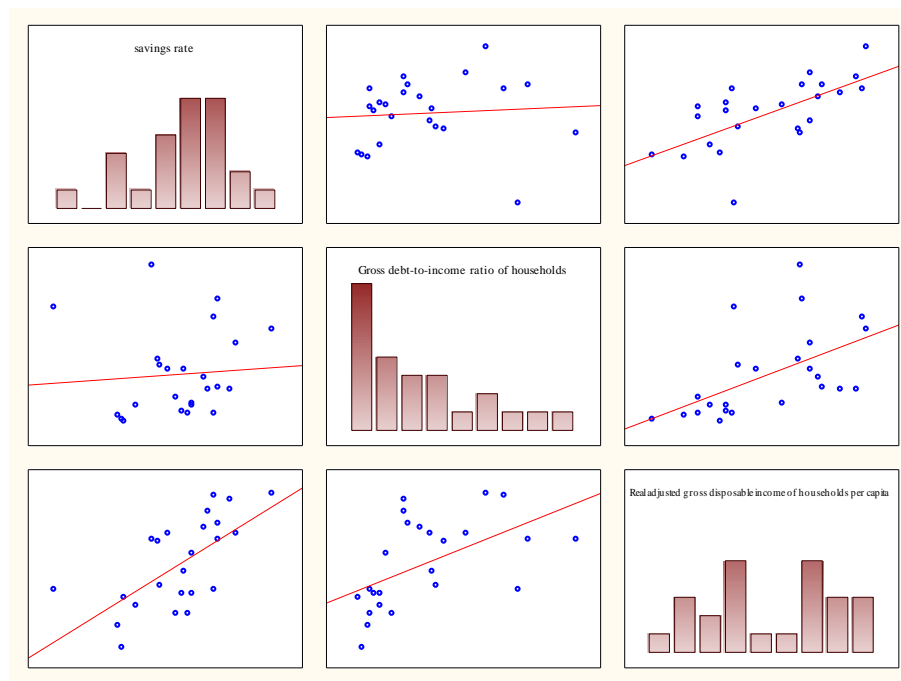 savings rate
Gross debt-to-income ratio of households
Real adjusted gross disposable income of households per capita